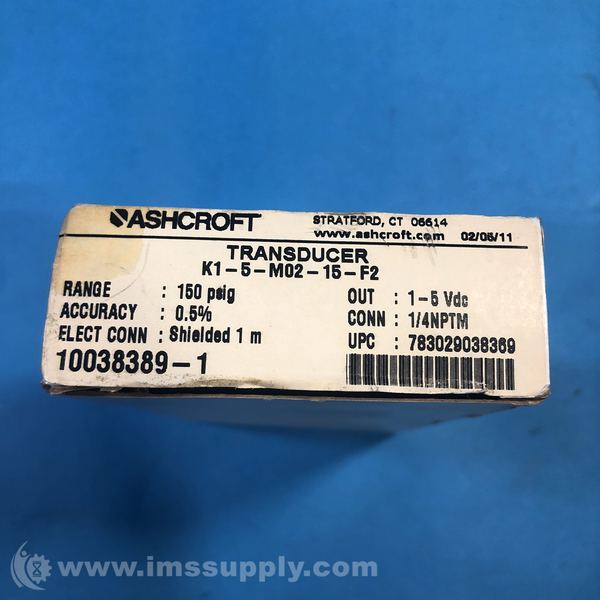 ASHCROFT
STRATFORD, CT 06614
www.ashcroft.com 02/05/11
TRANSDUCER
K1-5-M02-15-F2
RANGE : 150 psig
OUT : 1-5 Vdc
ACCURACY : 0.5%
CONN : 1/4NPTM
ELECT CONN : Shielded 1 m
UPC : 783029038369
10038389-1
www.imssupply.com